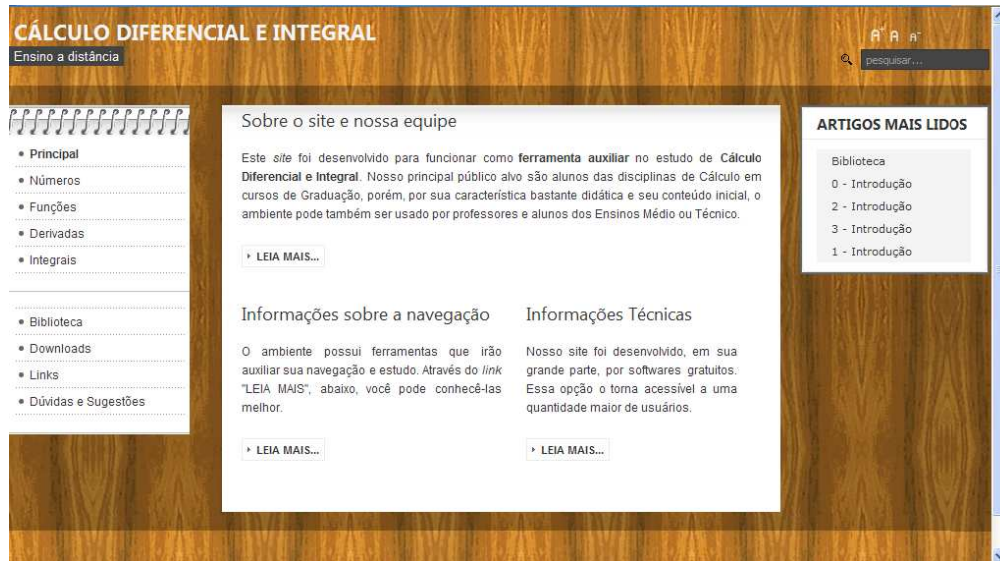 CÁLCULO DIFERENCIAL E INTEGRAL
Ensino a distância
A+ A A-
pesquisar...
Principal
Números
Funções
Derivadas
Integrais
Biblioteca
Downloads
Links
Dúvidas e Sugestões
Sobre o site e nossa equipe
Este site foi desenvolvido para funcionar como ferramenta auxiliar no estudo de Cálculo
Diferencial e Integral. Nosso principal público alvo são alunos das disciplinas de Cálculo em
cursos de Graduação, porém, por sua característica bastante didática e seu conteúdo inicial, o
ambiente pode também ser usado por professores e alunos dos Ensinos Médio ou Técnico.
LEIA MAIS...
Informações sobre a navegação
O ambiente possui ferramentas que irão
auxiliar sua navegação e estudo. Através do link
"LEIA MAIS", abaixo, você pode conhecê-las
melhor.
LEIA MAIS...
Informações Técnicas
Nosso site foi desenvolvido, em sua
grande parte, por softwares gratuitos.
Essa opção o torna acessível a uma
quantidade maior de usuários.
LEIA MAIS...
ARTIGOS MAIS LIDOS
Biblioteca
0 - Introdução
2 - Introdução
3 - Introdução
1 - Introdução